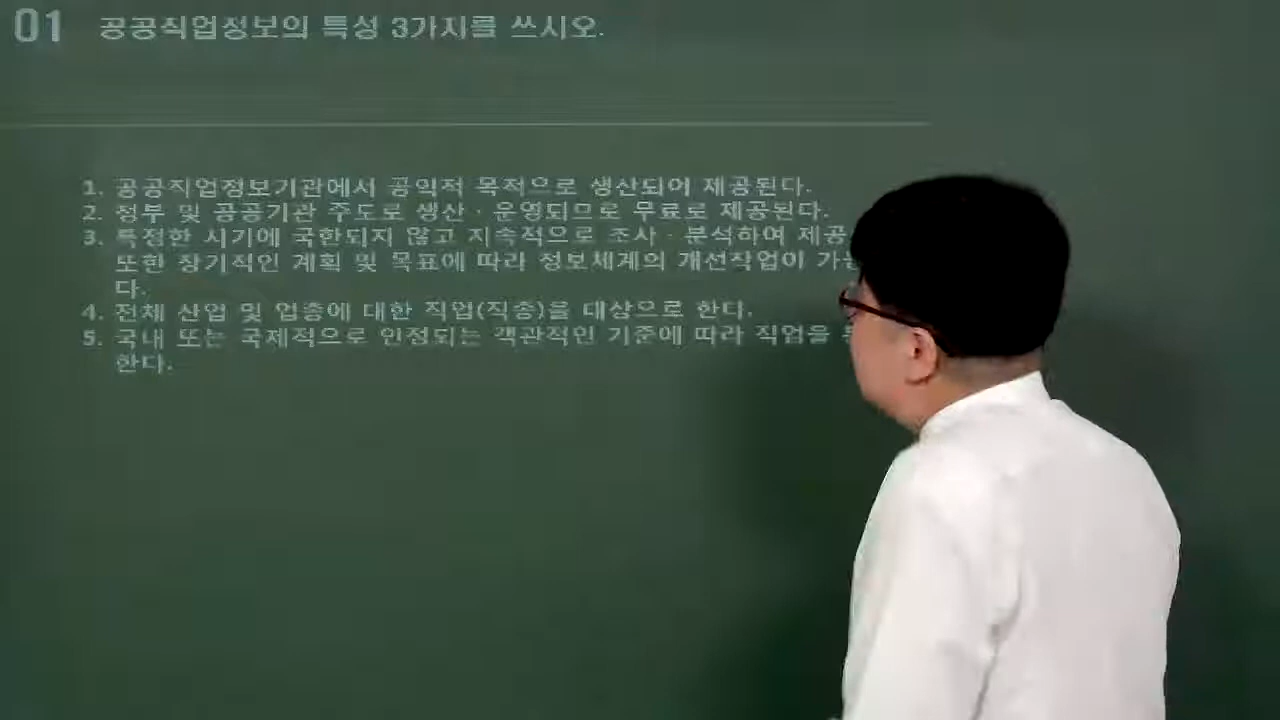 01 공공직업정보의 특성 3가지를 쓰시오.
1. 공공직업정보기관에서 공익적 목적으로 생산되어 제공된다.
2. 정부 및 공공기관 주도로 생산·운영되므로 무료로 제공된다.
3. 특정한 시기에 국한되지 않고 지속적으로 조사·분석하여 제공
또한 장기적인 계획 및 목표에 따라 정보체계의 개선작업이
다.
4. 전체 산업 및 업종에 대한 직업(직종)을 대상으로 한다.
5. 국내 또는 국제적으로 인정되는 객관적인 기준에 따라 직업을
한다.